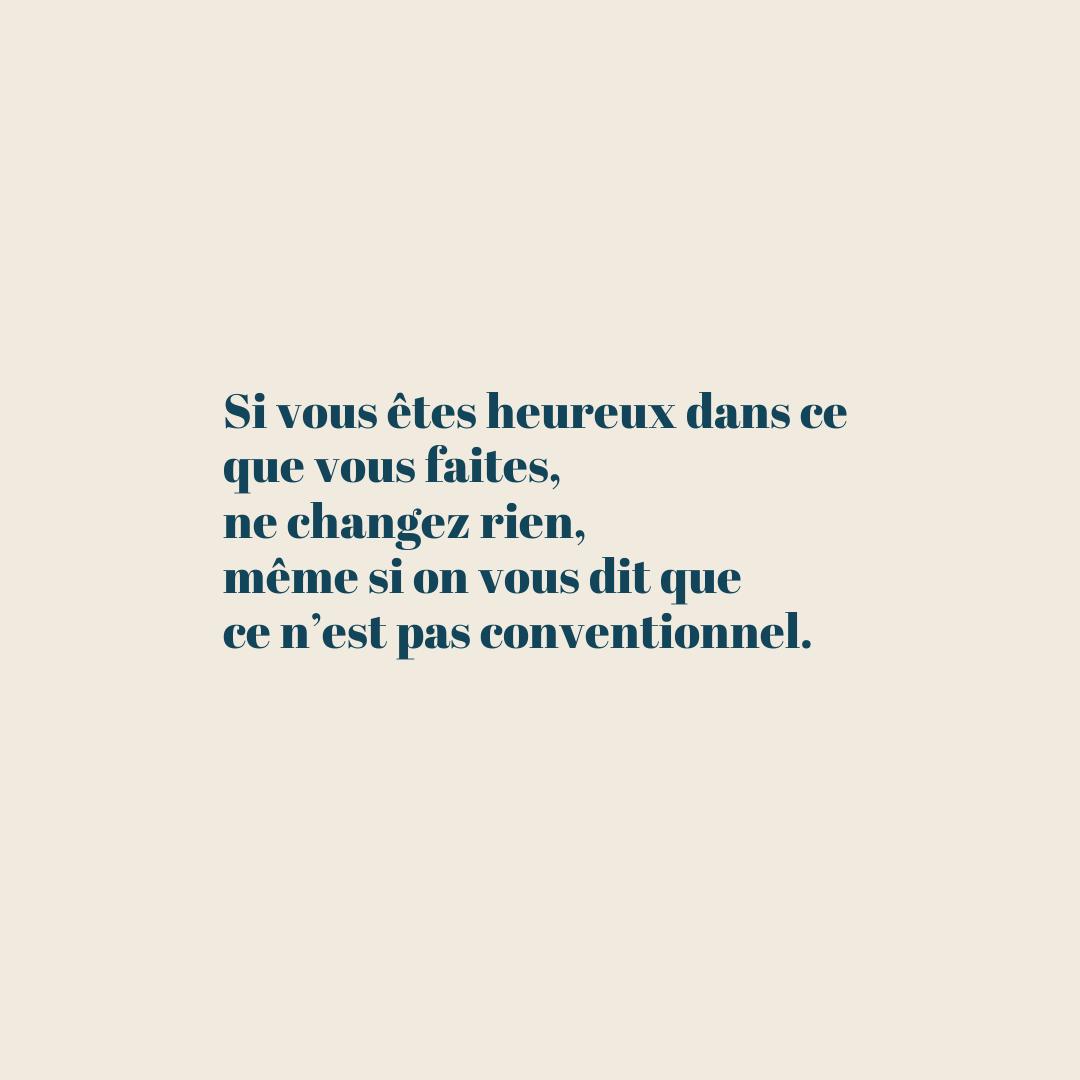 Si vous êtes heureux dans ce
que vous faites,
ne changez rien,
même si on vous dit que
ce n’est pas conventionnel.